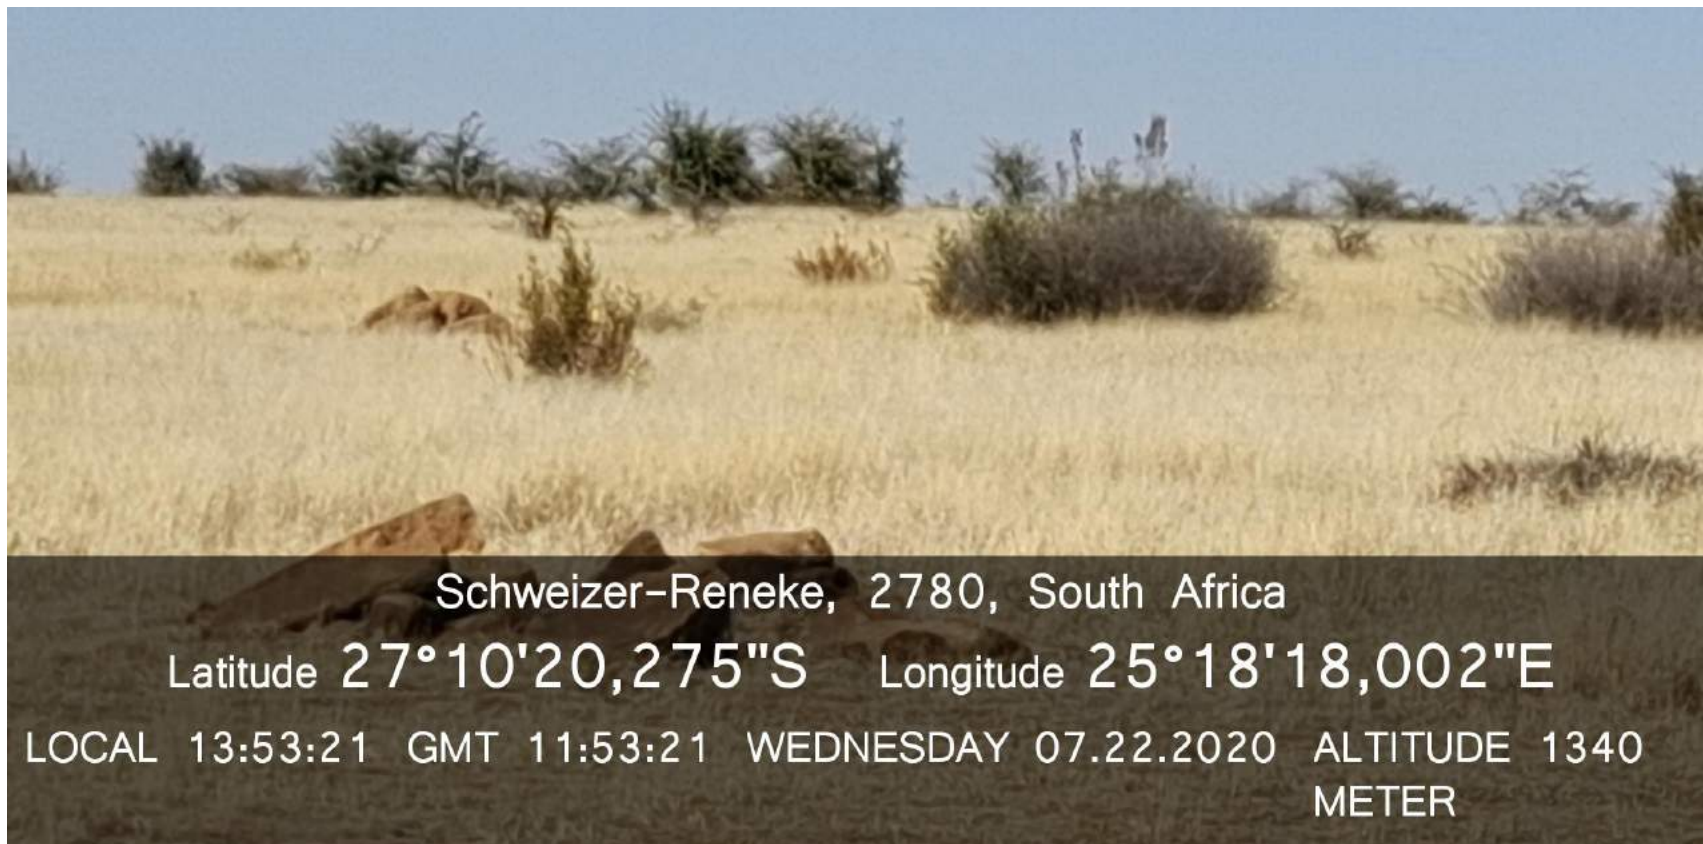 Schweizer-Reneke, 2780, South Africa
Latitude 27°10'20,275"S Longitude 25°18'18,002"E
LOCAL 13:53:21 GMT 11:53:21 WEDNESDAY 07.22.2020 ALTITUDE 1340
METER